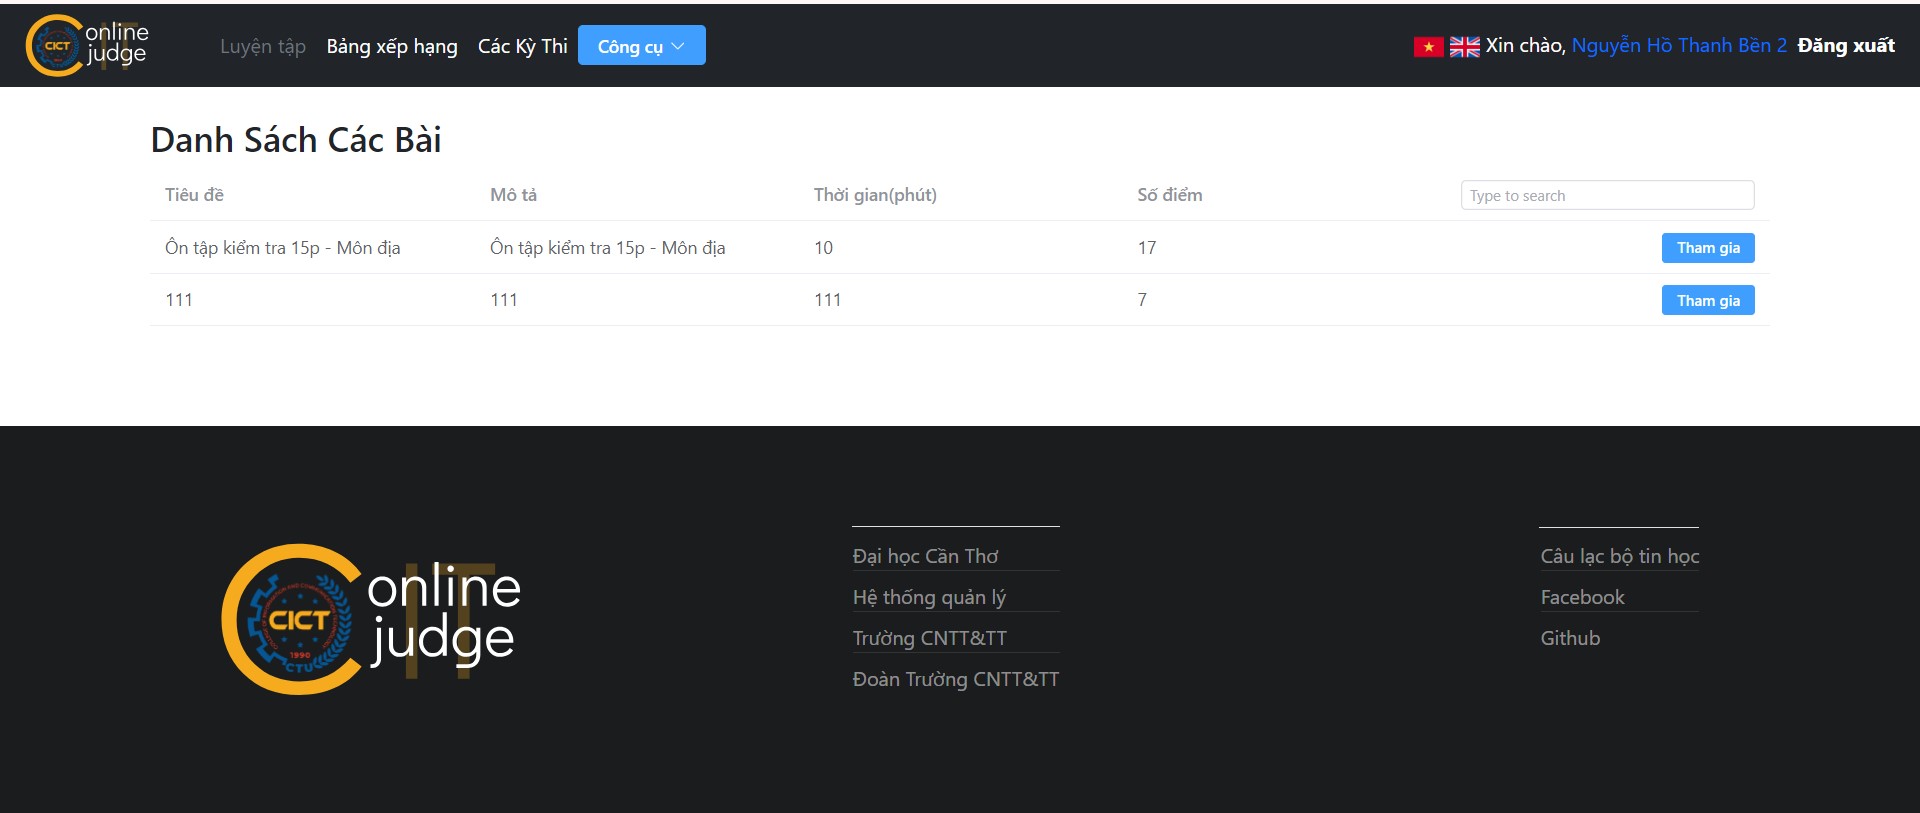 online
judge
CICT
Luyện tập Bảng xếp hạng Các Kỳ Thi Công cụ
Xin chào, Nguyễn Hồ Thanh Bền 2 Đăng xuất
Danh Sách Các Bài
Tiêu đề Mô tả Thời gian(phút) Số điểm Type to search
Ôn tập kiểm tra 15p - Môn địa Ôn tập kiểm tra 15p - Môn địa 10 17 Tham gia
111 111 111 7 Tham gia
IT
online
judge
CICT
1990
CTU
Đại học Cần Thơ
Hệ thống quản lý
Trường CNTT&TT
Đoàn Trường CNTT&TT
Câu lạc bộ tin học
Facebook
Github